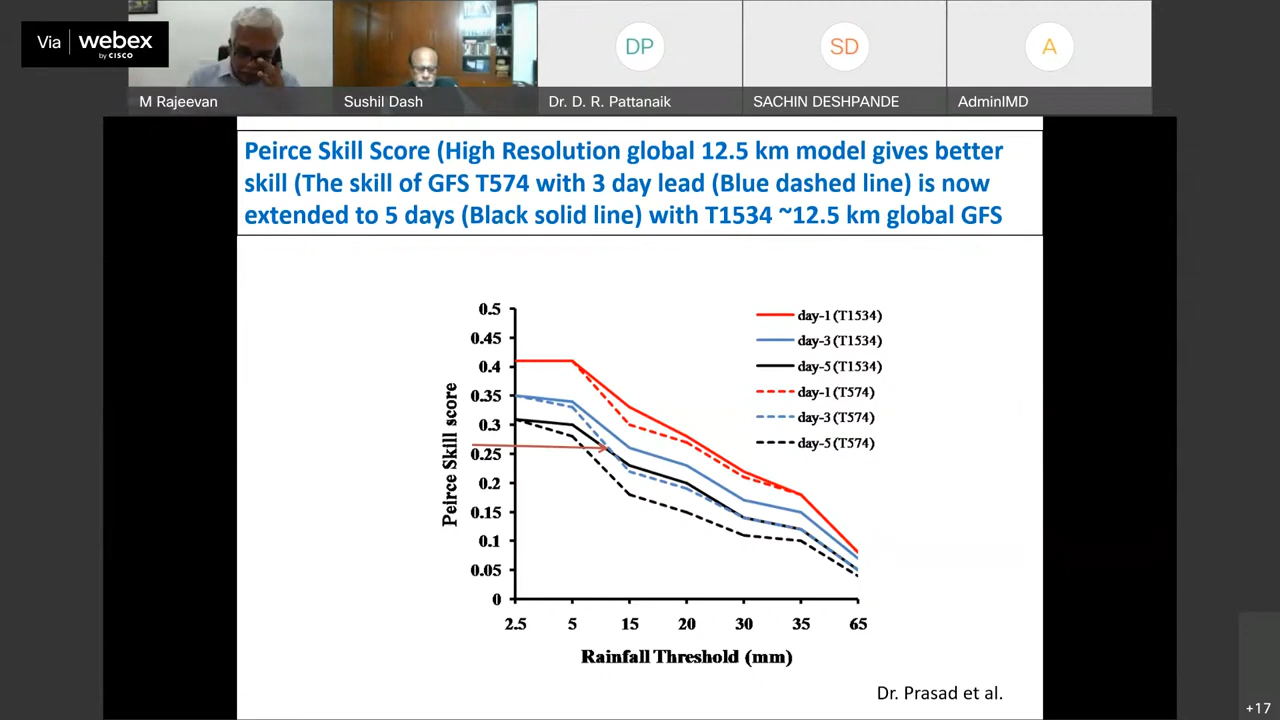 Via webex
by CISCO
DP
SD
A
M Rajeevan
Sushil Dash
Dr. D. R. Pattanaik
SACHIN DESHPANDE
AdminIMD
Peirce Skill Score (High Resolution global 12.5 km model gives better
skill (The skill of GFS T574 with 3 day lead (Blue dashed line) is now
extended to 5 days (Black solid line) with T1534 ~12.5 km global GFS
0.5
0.45
0.4
0.35
0.3
0.25
0.2
0.15
0.1
0.05
0
Peirce Skill score
day-1 (T1534)
day-3 (T1534)
day-5 (T1534)
day-1 (T574)
day-3 (T574)
day-5 (T574)
2.5 5 15 20 30 35 65
Rainfall Threshold (mm)
Dr. Prasad et al.
+17